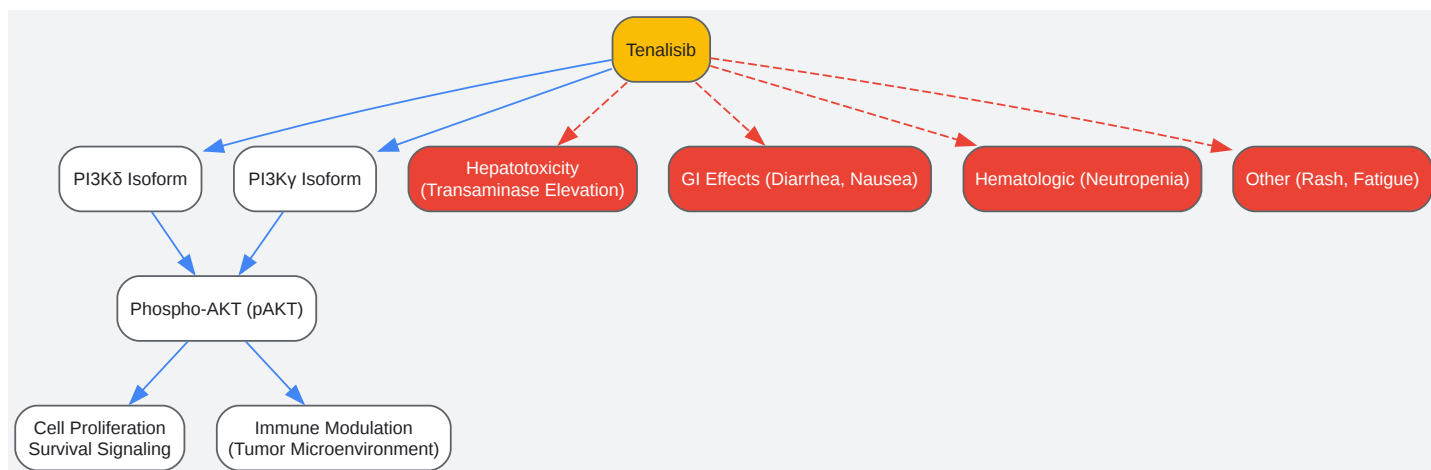 Tenalisib
PI3Kδ Isoform
PI3Kγ Isoform
Hepatotoxicity
(Transaminase Elevation)
GI Effects (Diarrhea, Nausea)
Hematologic (Neutropenia)
Other (Rash, Fatigue)
Phospho-AKT (pAKT)
Cell Proliferation
Survival Signaling
Immune Modulation
(Tumor Microenvironment)